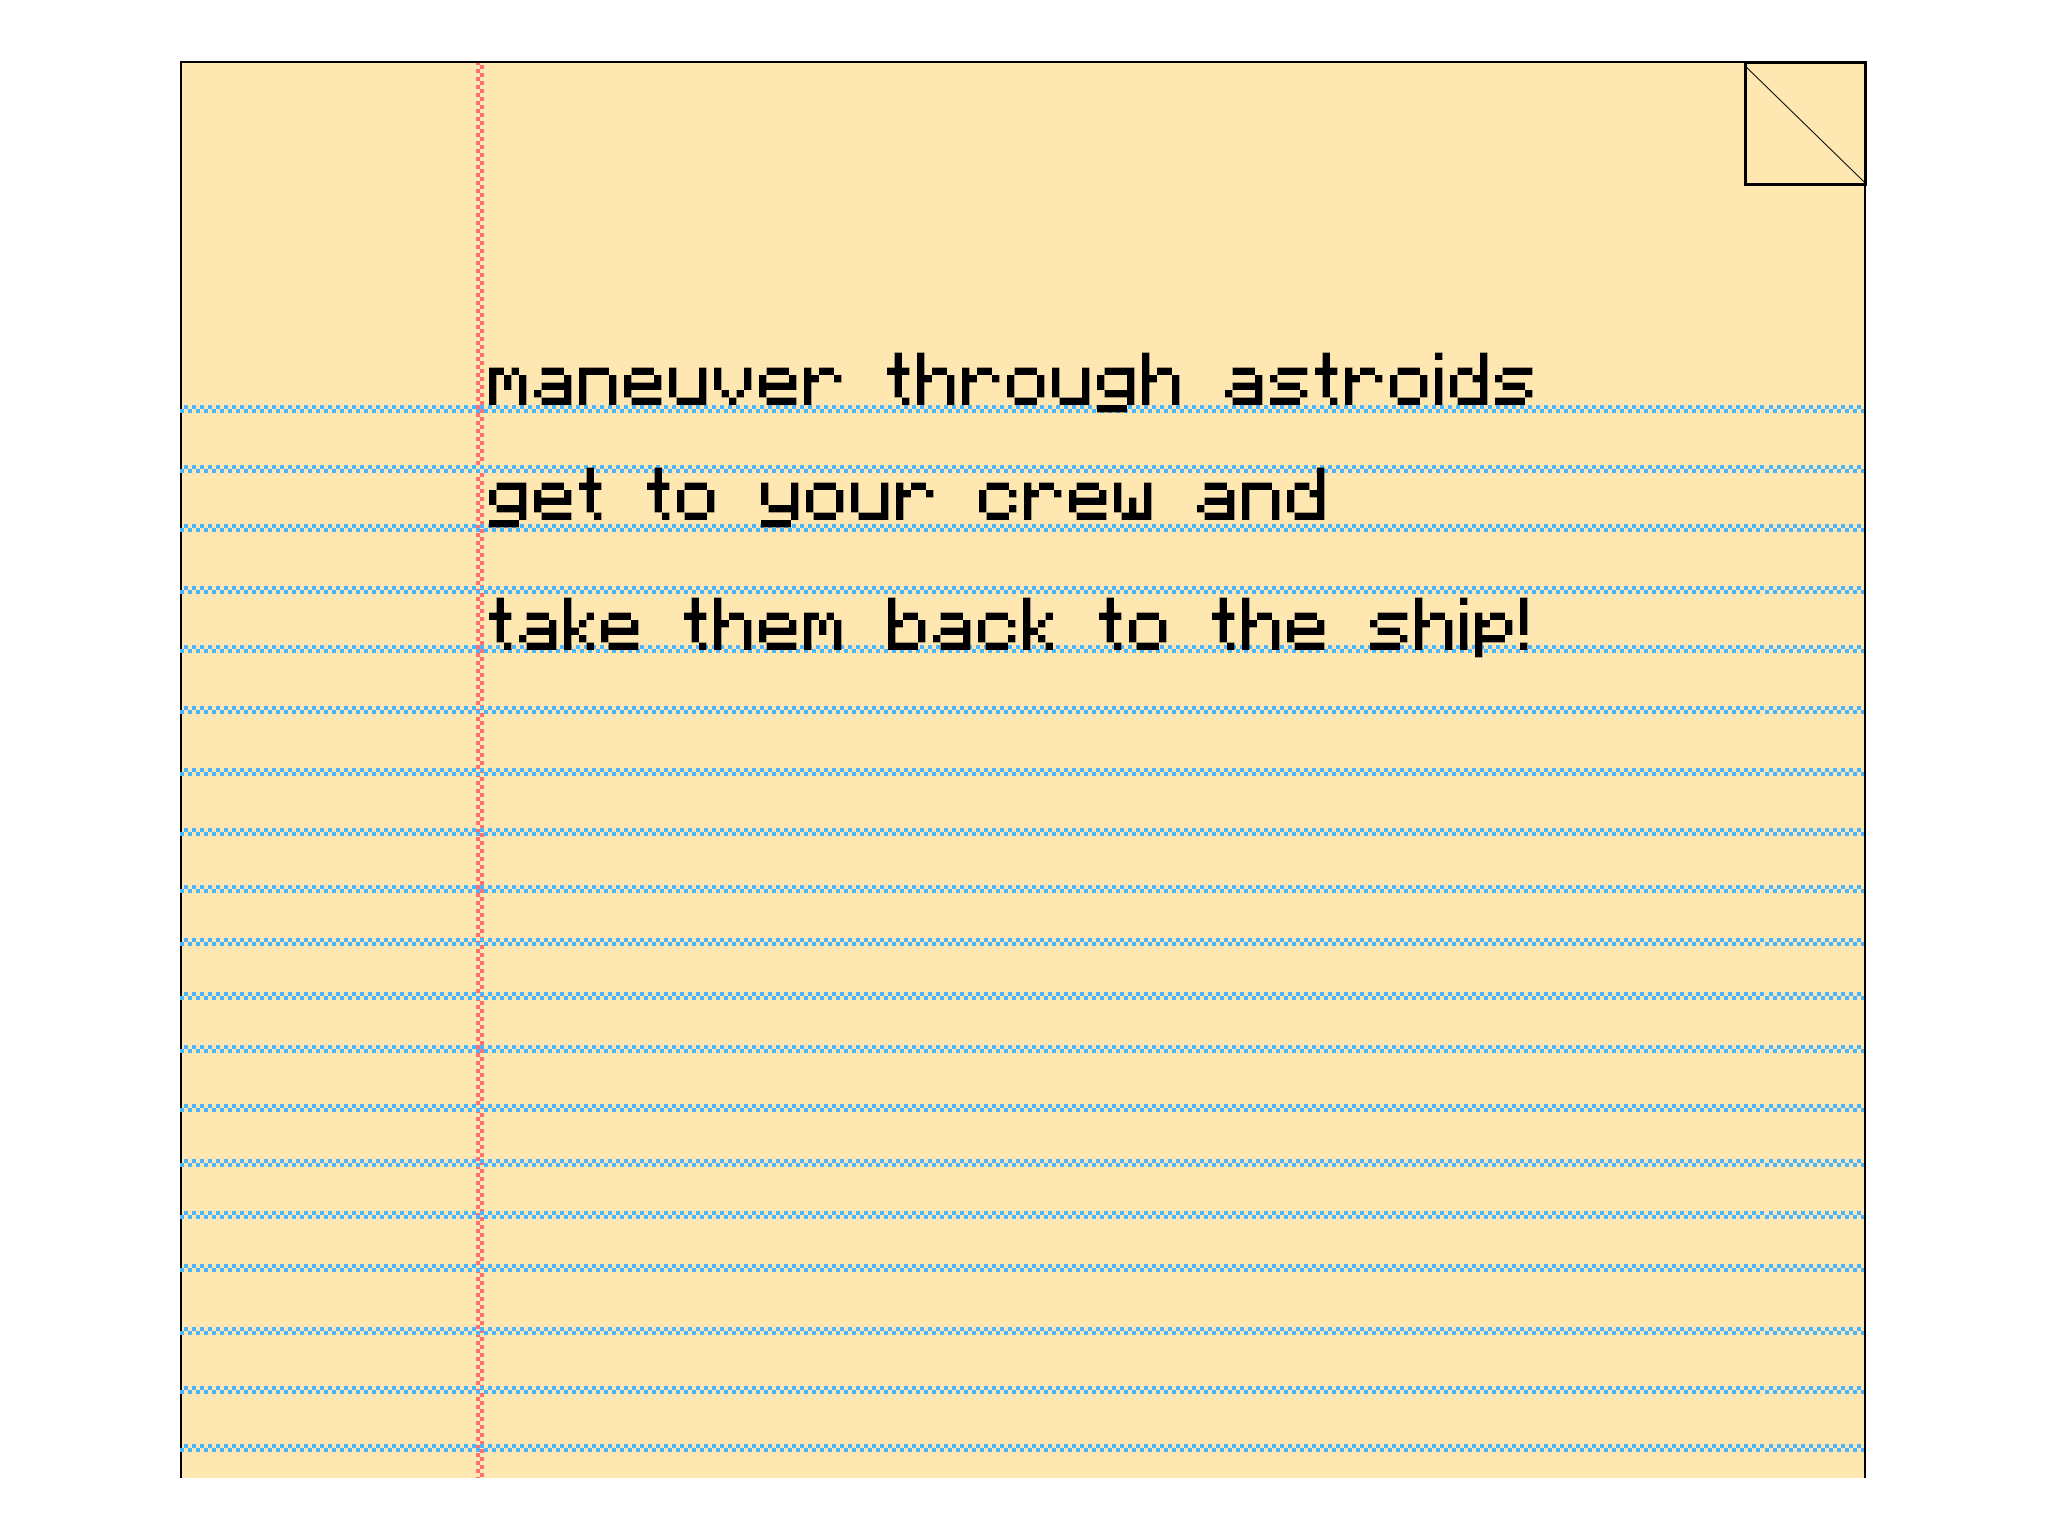 maneuver through astroids
get to your crew and
take them back to the ship!